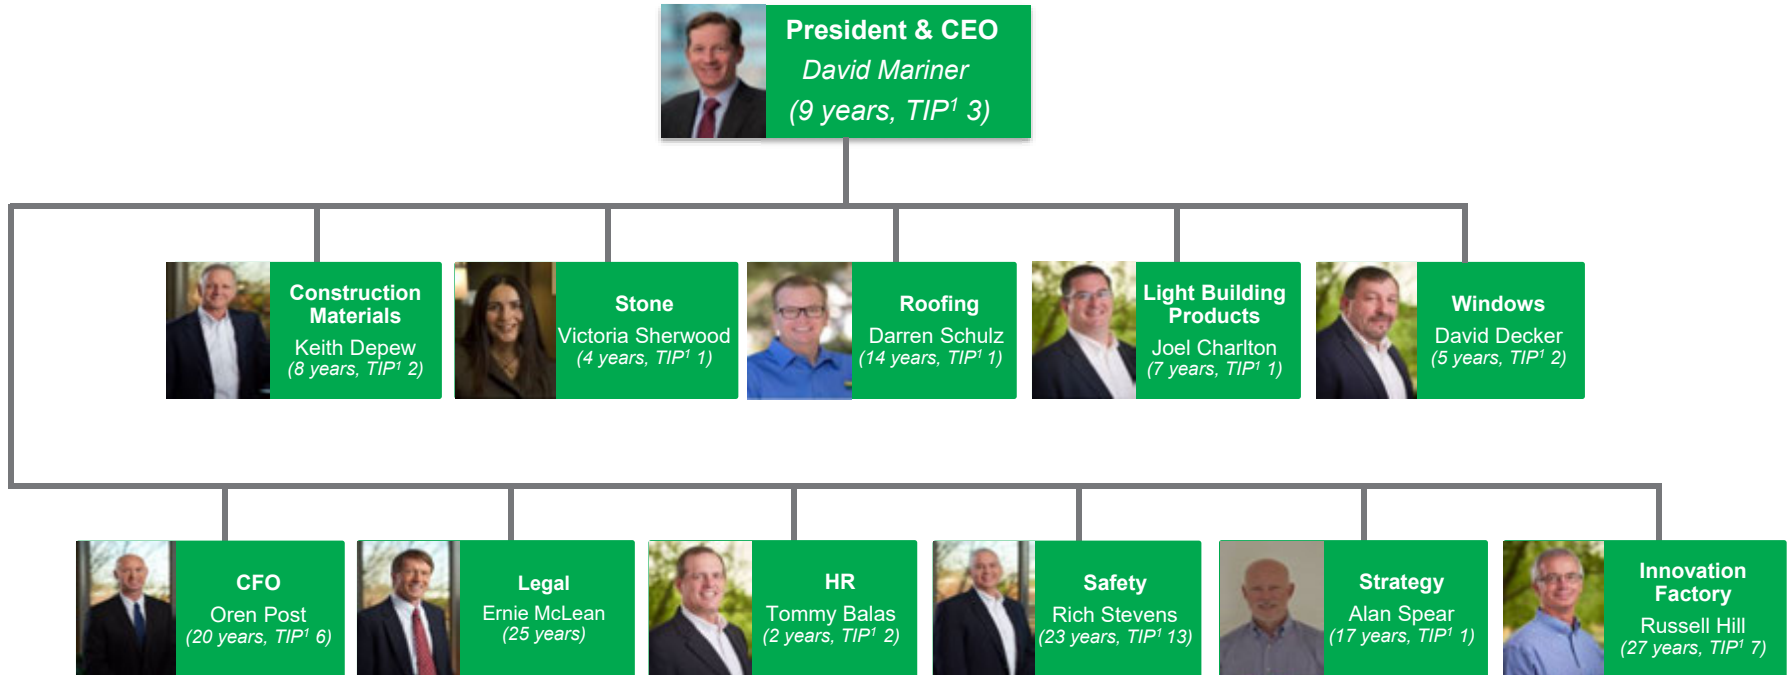 President & CEO
David Mariner
(9 years, TIP¹ 3)
Construction
Materials
Keith Depew
(8 years, TIP¹ 2)
Stone
Victoria Sherwood
(4 years, TIP¹ 1)
Roofing
Darren Schulz
(14 years, TIP¹ 1)
Light Building
Products
Joel Charlton
(7 years, TIP¹ 1)
Windows
David Decker
(5 years, TIP¹ 2)
CFO
Oren Post
(20 years, TIP¹ 6)
Legal
Ernie McLean
(25 years)
HR
Tommy Balas
(2 years, TIP¹ 2)
Safety
Rich Stevens
(23 years, TIP¹ 13)
Strategy
Alan Spear
(17 years, TIP¹ 1)
Innovation
Factory
Russell Hill
(27 years, TIP¹ 7)